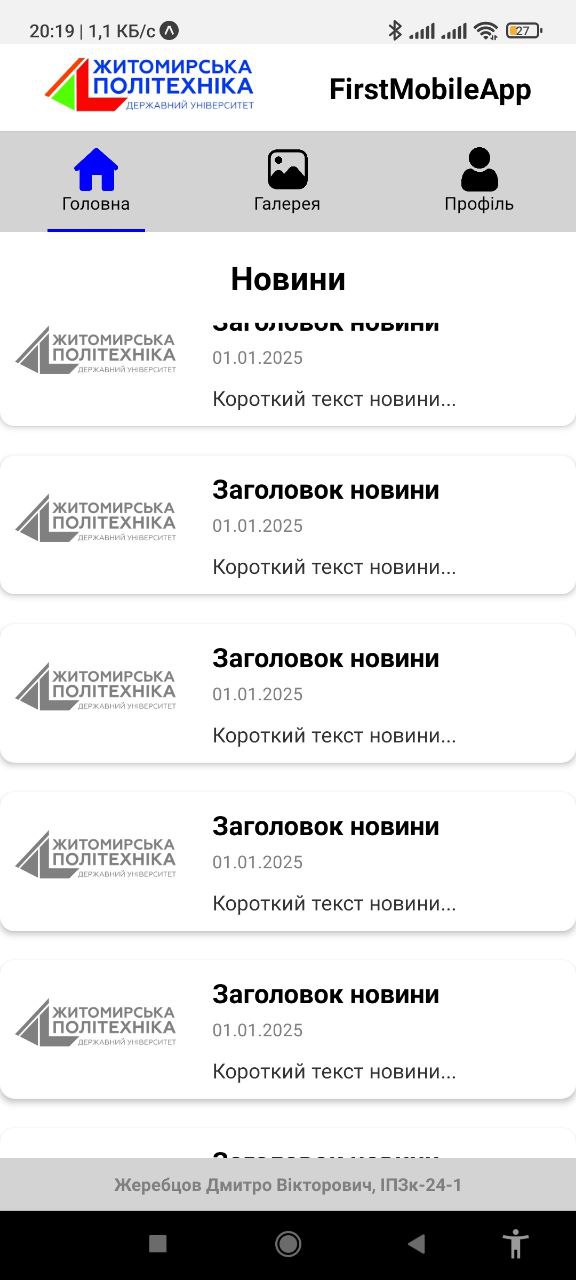 20:19 | 1,1 КБ/с
27
ЖИТОМИРСЬКА
ПОЛІТЕХНІКА
ДЕРЖАВНИЙ УНІВЕРСИТЕТ
FirstMobileApp
Головна
Галерея
Профіль
Новини
Заголовок новини
ЖИТОМИРСЬКА
ПОЛІТЕХНІКА
ДЕРЖАВНИЙ УНІВЕРСИТЕТ
01.01.2025
Короткий текст новини...
ЖИТОМИРСЬКА
ПОЛІТЕХНІКА
ДЕРЖАВНИЙ УНІВЕРСИТЕТ
Заголовок новини
01.01.2025
Короткий текст новини...
ЖИТОМИРСЬКА
ПОЛІТЕХНІКА
ДЕРЖАВНИЙ УНІВЕРСИТЕТ
Заголовок новини
01.01.2025
Короткий текст новини...
ЖИТОМИРСЬКА
ПОЛІТЕХНІКА
ДЕРЖАВНИЙ УНІВЕРСИТЕТ
Заголовок новини
01.01.2025
Короткий текст новини...
ЖИТОМИРСЬКА
ПОЛІТЕХНІКА
ДЕРЖАВНИЙ УНІВЕРСИТЕТ
Заголовок новини
01.01.2025
Короткий текст новини...
Жеребцов Дмитро Вікторович, ІПЗк-24-1